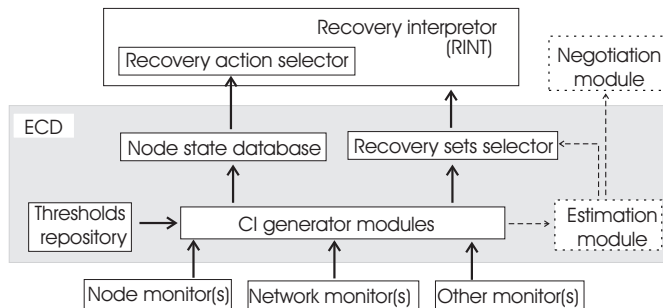 Recovery interpretor
(RINT)
Recovery action selector
Negotiation
module
ECD
Node state database
Recovery sets selector
Thresholds
repository
CI generator modules
Estimation
module
Node monitor(s)
Network monitor(s)
Other monitor(s)